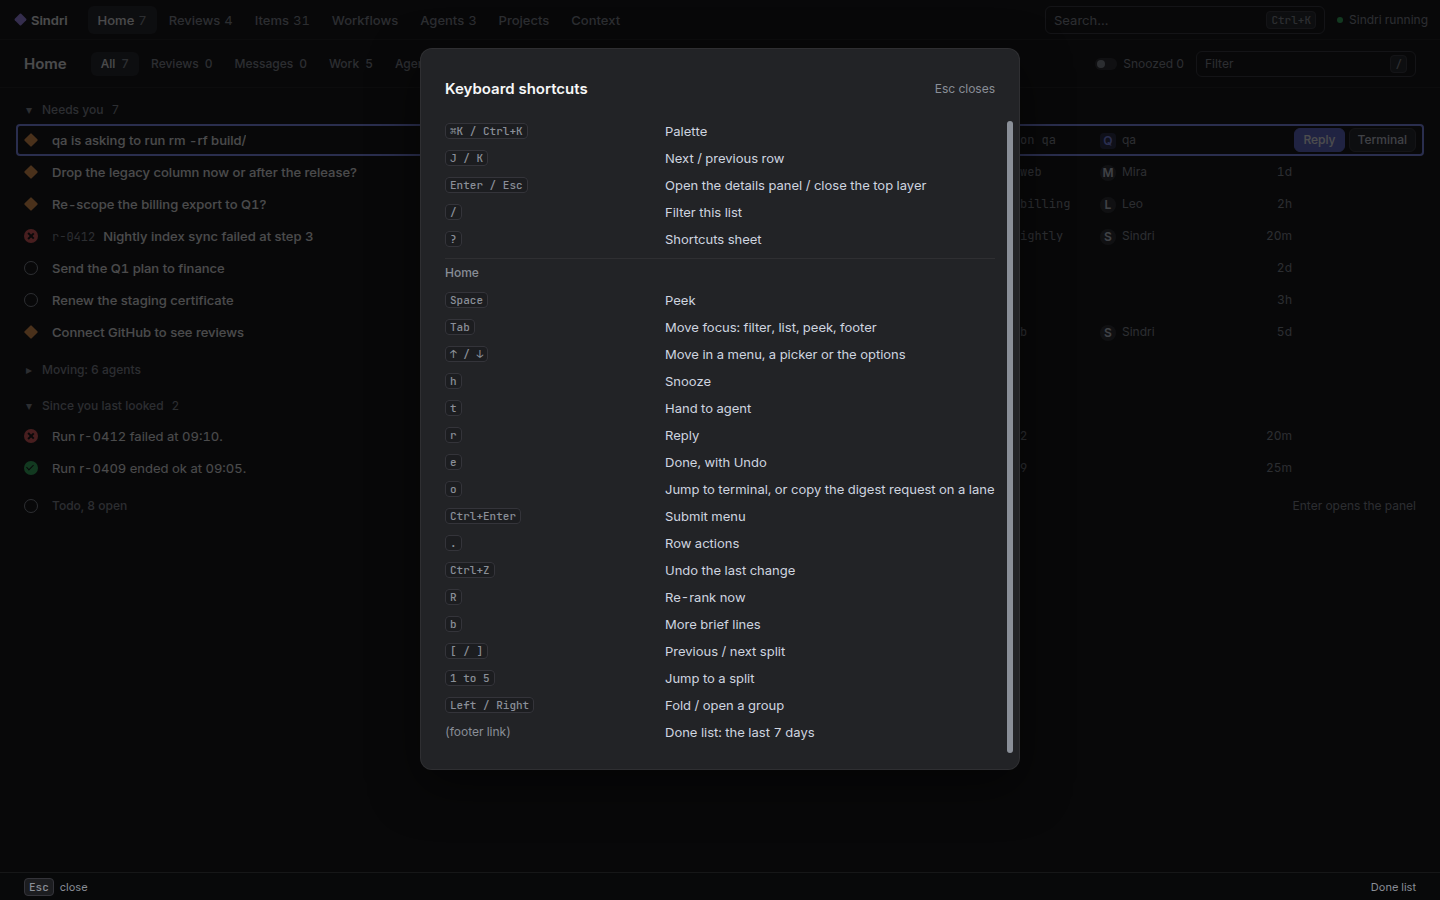 Sindri Home 7 Reviews 4 Items 31 Workflows Agents 3 Projects Context Search... Ctrl+K Sindri running
Home All 7 Reviews 0 Messages 0 Work 5 Snoozed 0 Filter /
Keyboard shortcuts Esc closes
⌘K / Ctrl+K Palette
J / K Next / previous row
Enter / Esc Open the details panel / close the top layer
/ Filter this list
? Shortcuts sheet
Home
Space Peek
Tab Move focus: filter, list, peek, footer
↑ / ↓ Move in a menu, a picker or the options
h Snooze
t Hand to agent
r Reply
e Done, with Undo
o Jump to terminal, or copy the digest request on a lane
Ctrl+Enter Submit menu
. Row actions
Ctrl+Z Undo the last change
R Re-rank now
b More brief lines
[ / ] Previous / next split
1 to 5 Jump to a split
Left / Right Fold / open a group
(footer link) Done list: the last 7 days
Needs you 7
qa is asking to run rm -rf build/ on qa Q qa Reply Terminal
Drop the legacy column now or after the release? web M Mira 1d
Re-scope the billing export to Q1? billing L Leo 2h
r-0412 Nightly index sync failed at step 3 ightly S Sindri 20m
Send the Q1 plan to finance 2d
Renew the staging certificate 3h
Connect GitHub to see reviews b S Sindri 5d
Moving: 6 agents
Since you last looked 2
Run r-0412 failed at 09:10. 2 20m
Run r-0409 ended ok at 09:05. 9 25m
Todo, 8 open Enter opens the panel
Esc close Done list